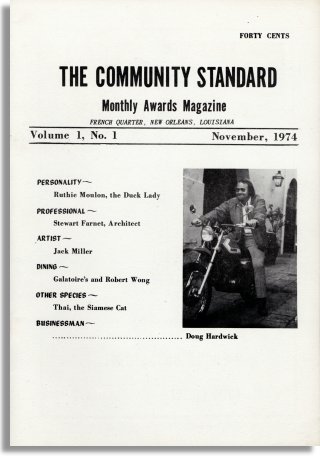 FORTY CENTS
THE COMMUNITY STANDARD
Monthly Awards Magazine
FRENCH QUARTER, NEW ORLEANS, LOUISIANA
Volume 1, No. 1 November, 1974
PERSONALITY~
Ruthie Moulon, the Duck Lady
PROFESSIONAL~
Stewart Farnet, Architect
ARTIST~
Jack Miller
DINING~
Galatoire's and Robert Wong
OTHER SPECIES~
Thai, the Siamese Cat
BUSINESSMAN~
............................................ Doug Hardwick